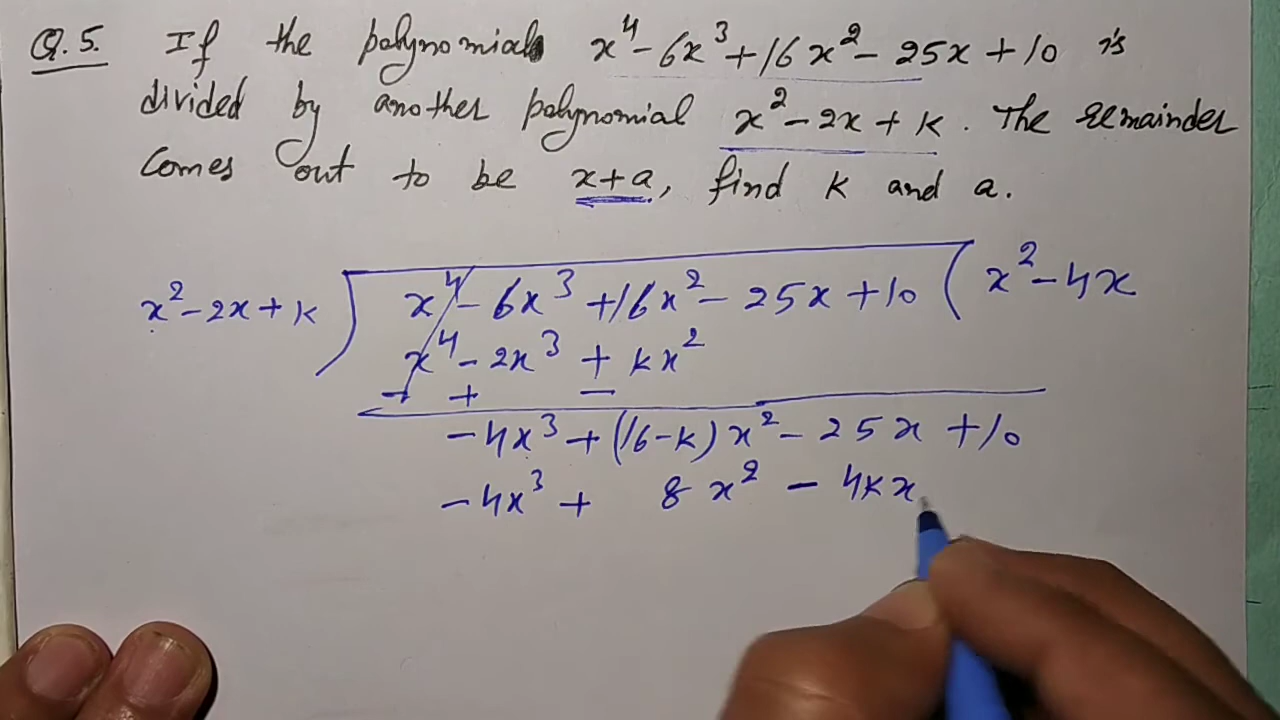 Q.5. If the polynomial x⁴ - 6x³ + 16x² - 25x + 10 is
divided by another polynomial x² - 2x + k. The remainder
comes out to be x+a, find k and a.
x² - 2x + k ) x⁴ - 6x³ + 16x² - 25x + 10 ( x² - 4x
x⁴ - 2x³ + kx²
- + -
-4x³ + (16-k)x² - 25x + 10
-4x³ + 8x² - 4kx